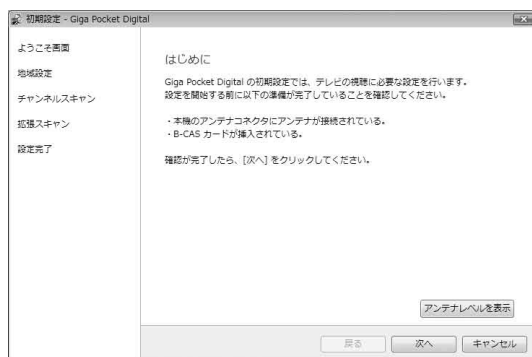 初期設定 - Giga Pocket Digital
ようこそ画面
地域設定
チャンネルスキャン
拡張スキャン
設定完了
はじめに
Giga Pocket Digital の初期設定では、テレビの視聴に必要な設定を行います。
設定を開始する前に以下の準備が完了していることを確認してください。
・本機のアンテナコネクタにアンテナが接続されている。
・B-CAS カードが挿入されている。
確認が完了したら、[次へ] をクリックしてください。
アンテナレベルを表示
戻る
次へ
キャンセル